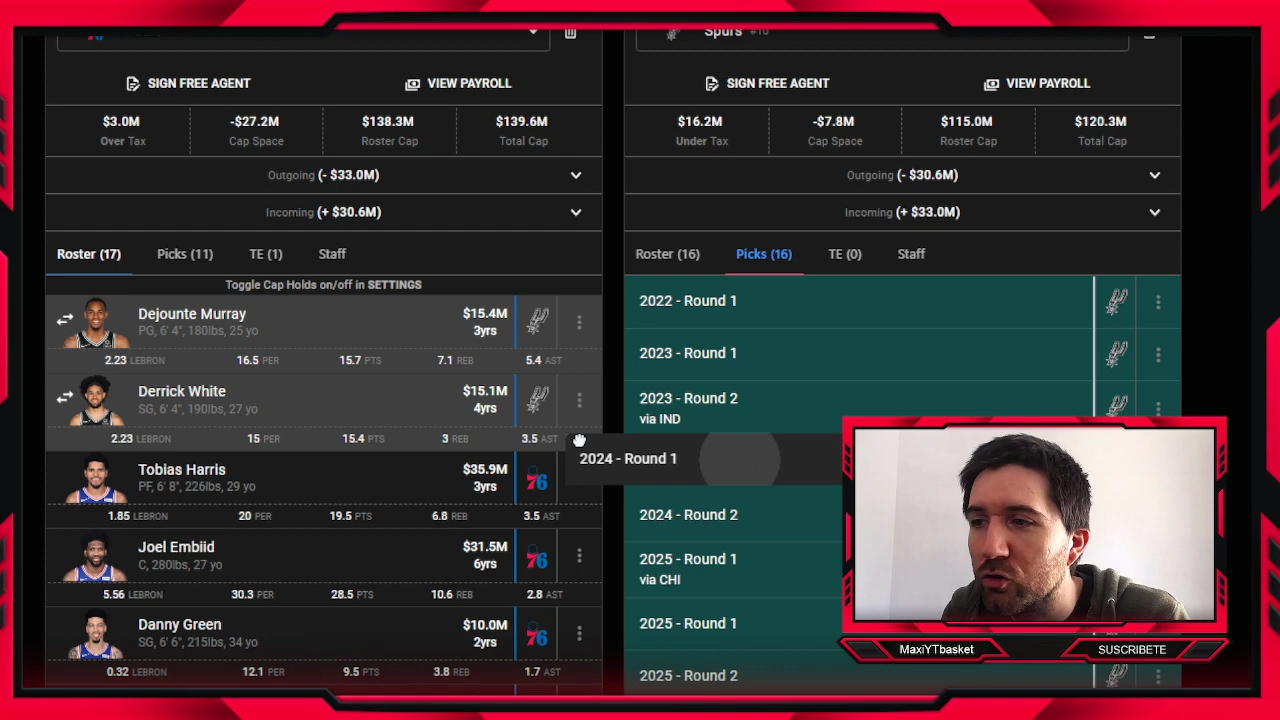 Spurs #10
SIGN FREE AGENT
VIEW PAYROLL
SIGN FREE AGENT
VIEW PAYROLL
$3.0M
-$27.2M
$138.3M
$139.6M
Over Tax
Cap Space
Roster Cap
Total Cap
$16.2M
-$7.8M
$115.0M
$120.3M
Under Tax
Cap Space
Roster Cap
Total Cap
Outgoing (- $33.0M)
Outgoing (- $30.6M)
Incoming (+ $30.6M)
Incoming (+ $33.0M)
Roster (17)
Picks (11)
TE (1)
Staff
Roster (16)
Picks (16)
TE (0)
Staff
Toggle Cap Holds on/off in SETTINGS
Dejounte Murray
$15.4M
PG, 6' 4", 180lbs, 25 yo
3yrs
2.23 LEBRON
16.5 PER
15.7 PTS
7.1 REB
5.4 AST
Derrick White
$15.1M
SG, 6' 4", 190lbs, 27 yo
4yrs
2.23 LEBRON
15 PER
15.4 PTS
3 REB
3.5 AST
Tobias Harris
$35.9M
PF, 6' 8", 226lbs, 29 yo
3yrs
76
1.85 LEBRON
20 PER
19.5 PTS
6.8 REB
3.5 AST
Joel Embiid
$31.5M
C, 280lbs, 27 yo
6yrs
76
5.56 LEBRON
30.3 PER
28.5 PTS
10.6 REB
2.8 AST
Danny Green
$10.0M
SG, 6' 6", 215lbs, 34 yo
2yrs
76
0.32 LEBRON
12.1 PER
9.5 PTS
3.8 REB
1.7 AST
2022 - Round 1
2023 - Round 1
2023 - Round 2
via IND
2024 - Round 1
2024 - Round 2
2025 - Round 1
via CHI
2025 - Round 1
2025 - Round 2
MaxiYTbasket
SUSCRIBETE